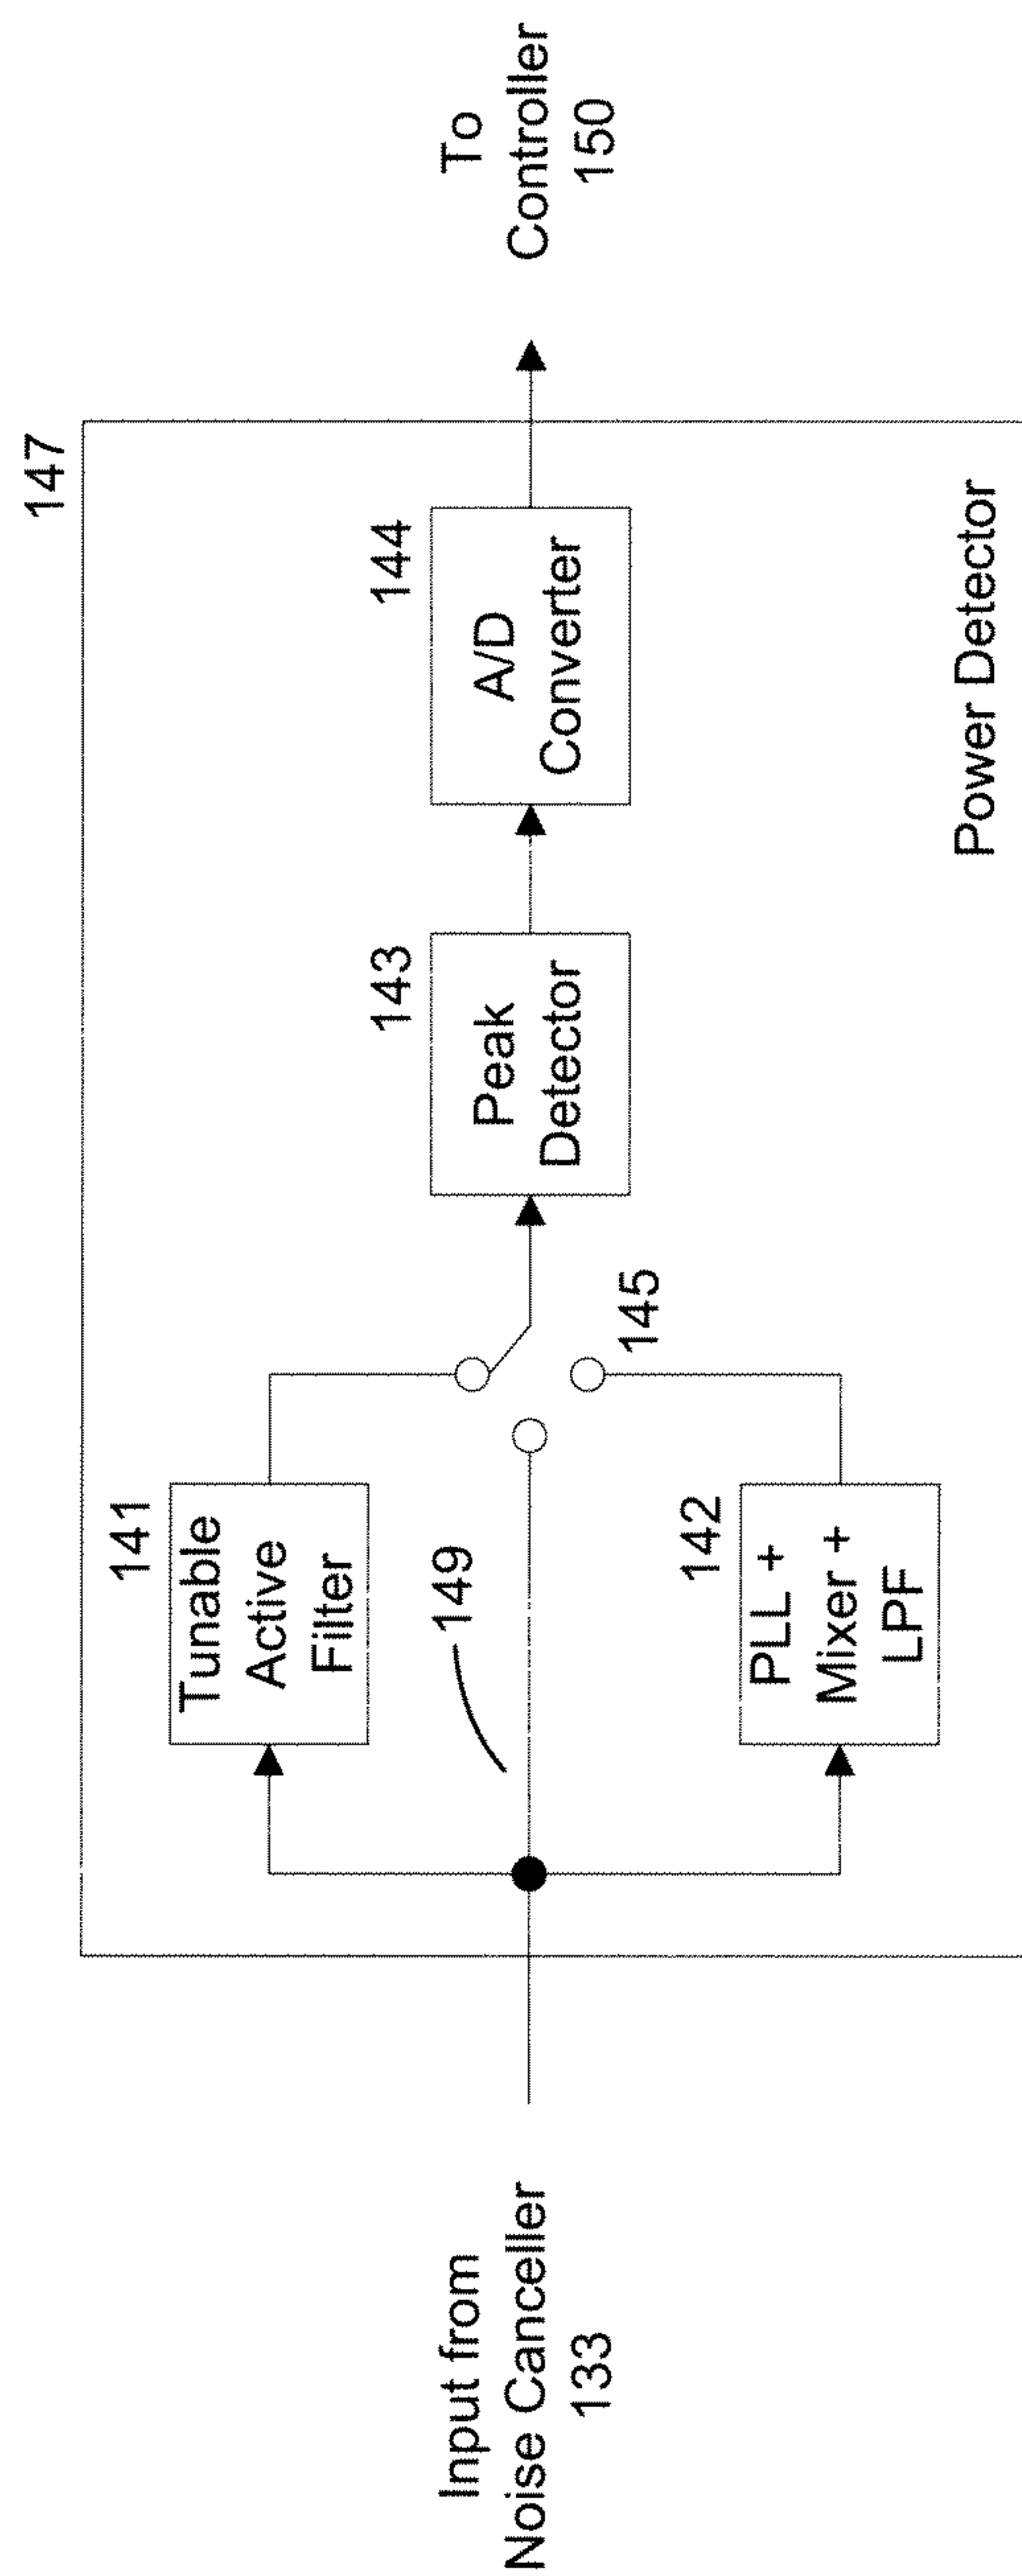 147
141
Tunable
Active
Filter
144
A/D
Converter
143
Peak
Detector
149
145
Input from
Noise Canceller
133
To
Controller
150
142
PLL +
Mixer +
LPF
Power Detector